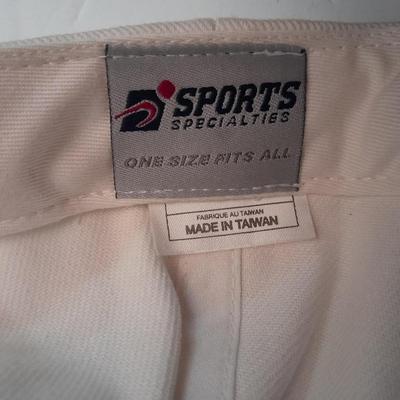 SPORTS
SPECIALTIES
ONE SIZE FITS ALL
FABRIQUE AU TAIWAN
MADE IN TAIWAN